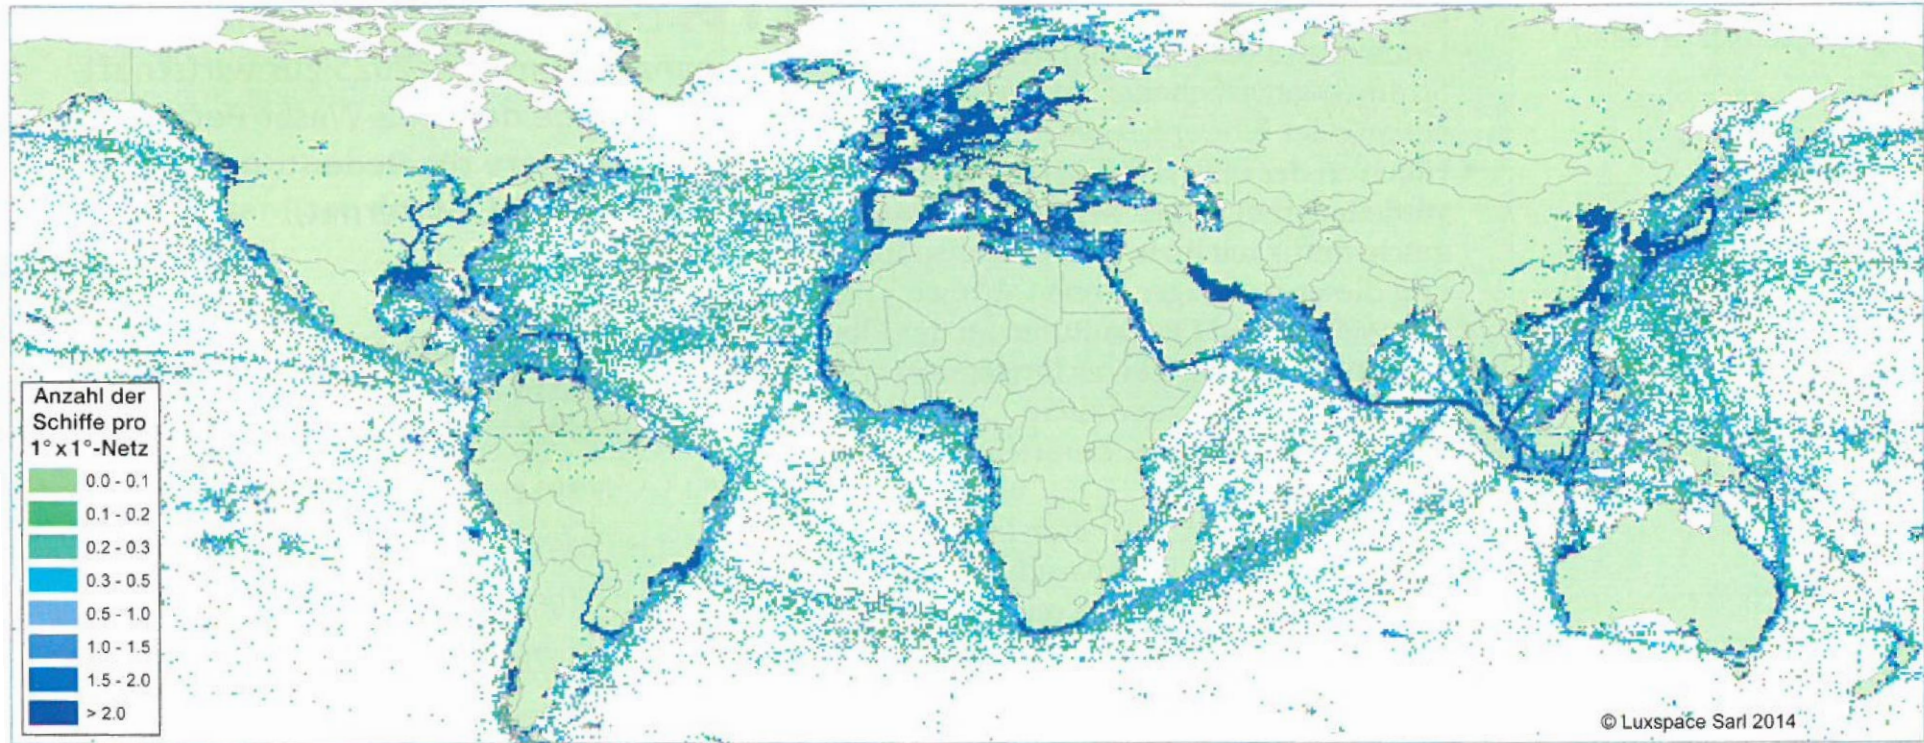 Anzahl der
Schiffe pro
1° x 1°-Netz
0.0 - 0.1
0.1 - 0.2
0.2 - 0.3
0.3 - 0.5
0.5 - 1.0
1.0 - 1.5
1.5 - 2.0
> 2.0
© Luxspace Sarl 2014